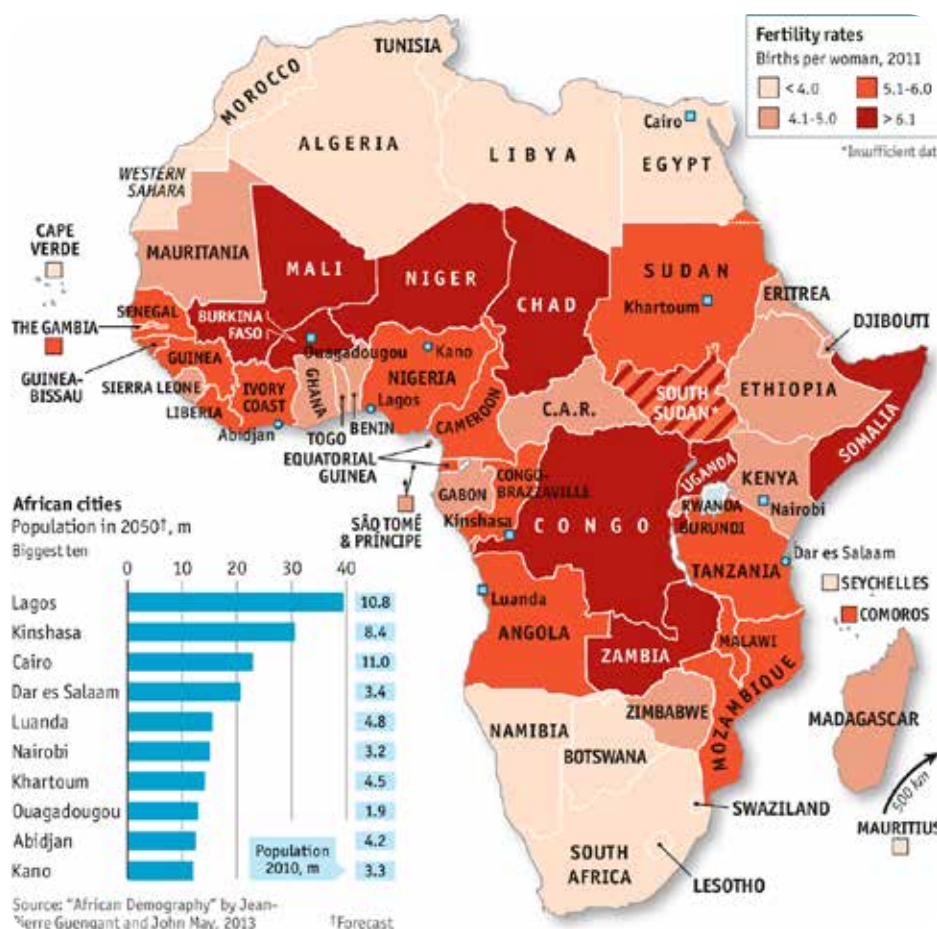 Fertility rates
Births per woman, 2011
< 4.0
5.1-6.0
4.1-5.0
> 6.1
*Insufficient dat
TUNISIA
MOROCCO
ALGERIA
LIBYA
Cairo
EGYPT
WESTERN
SAHARA
CAPE
VERDE
MAURITANIA
MALI
NIGER
CHAD
SUDAN
Khartoum
ERITREA
DJIBOUTI
SENEGAL
THE GAMBIA
BURKINA
FASO
Ouagadougou
Kano
GUINEA-
BISSAU
GUINEA
SIERRA LEONE
LIBERIA
IVORY
COAST
GHANA
NIGERIA
Lagos
Abidjan
TOGO
BENIN
CAMEROON
C.A.R.
SOUTH
SUDAN*
ETHIOPIA
SOMALIA
EQUATORIAL
GUINEA
GABON
CONGO-
BRAZZAVILLE
UGANDA
KENYA
Nairobi
SÃO TOMÉ
& PRÍNCIPE
Kinshasa
CONGO
RWANDA
BURUNDI
TANZANIA
Dar es Salaam
SEYCHELLES
COMOROS
Luanda
ANGOLA
ZAMBIA
MALAWI
MOZAMBIQUE
ZIMBABWE
MADAGASCAR
NAMIBIA
BOTSWANA
500 km
MAURITIUS
SWAZILAND
SOUTH
AFRICA
LESOTHO
African cities
Population in 2050†, m
Biggest ten
0 10 20 30 40
Lagos 10.8
Kinshasa 8.4
Cairo 11.0
Dar es Salaam 3.4
Luanda 4.8
Nairobi 3.2
Khartoum 4.5
Ouagadougou 1.9
Abidjan 4.2
Kano 3.3
Population
2010, m
Source: "African Demography" by Jean-
Pierre Guengant and John May, 2013
†Forecast